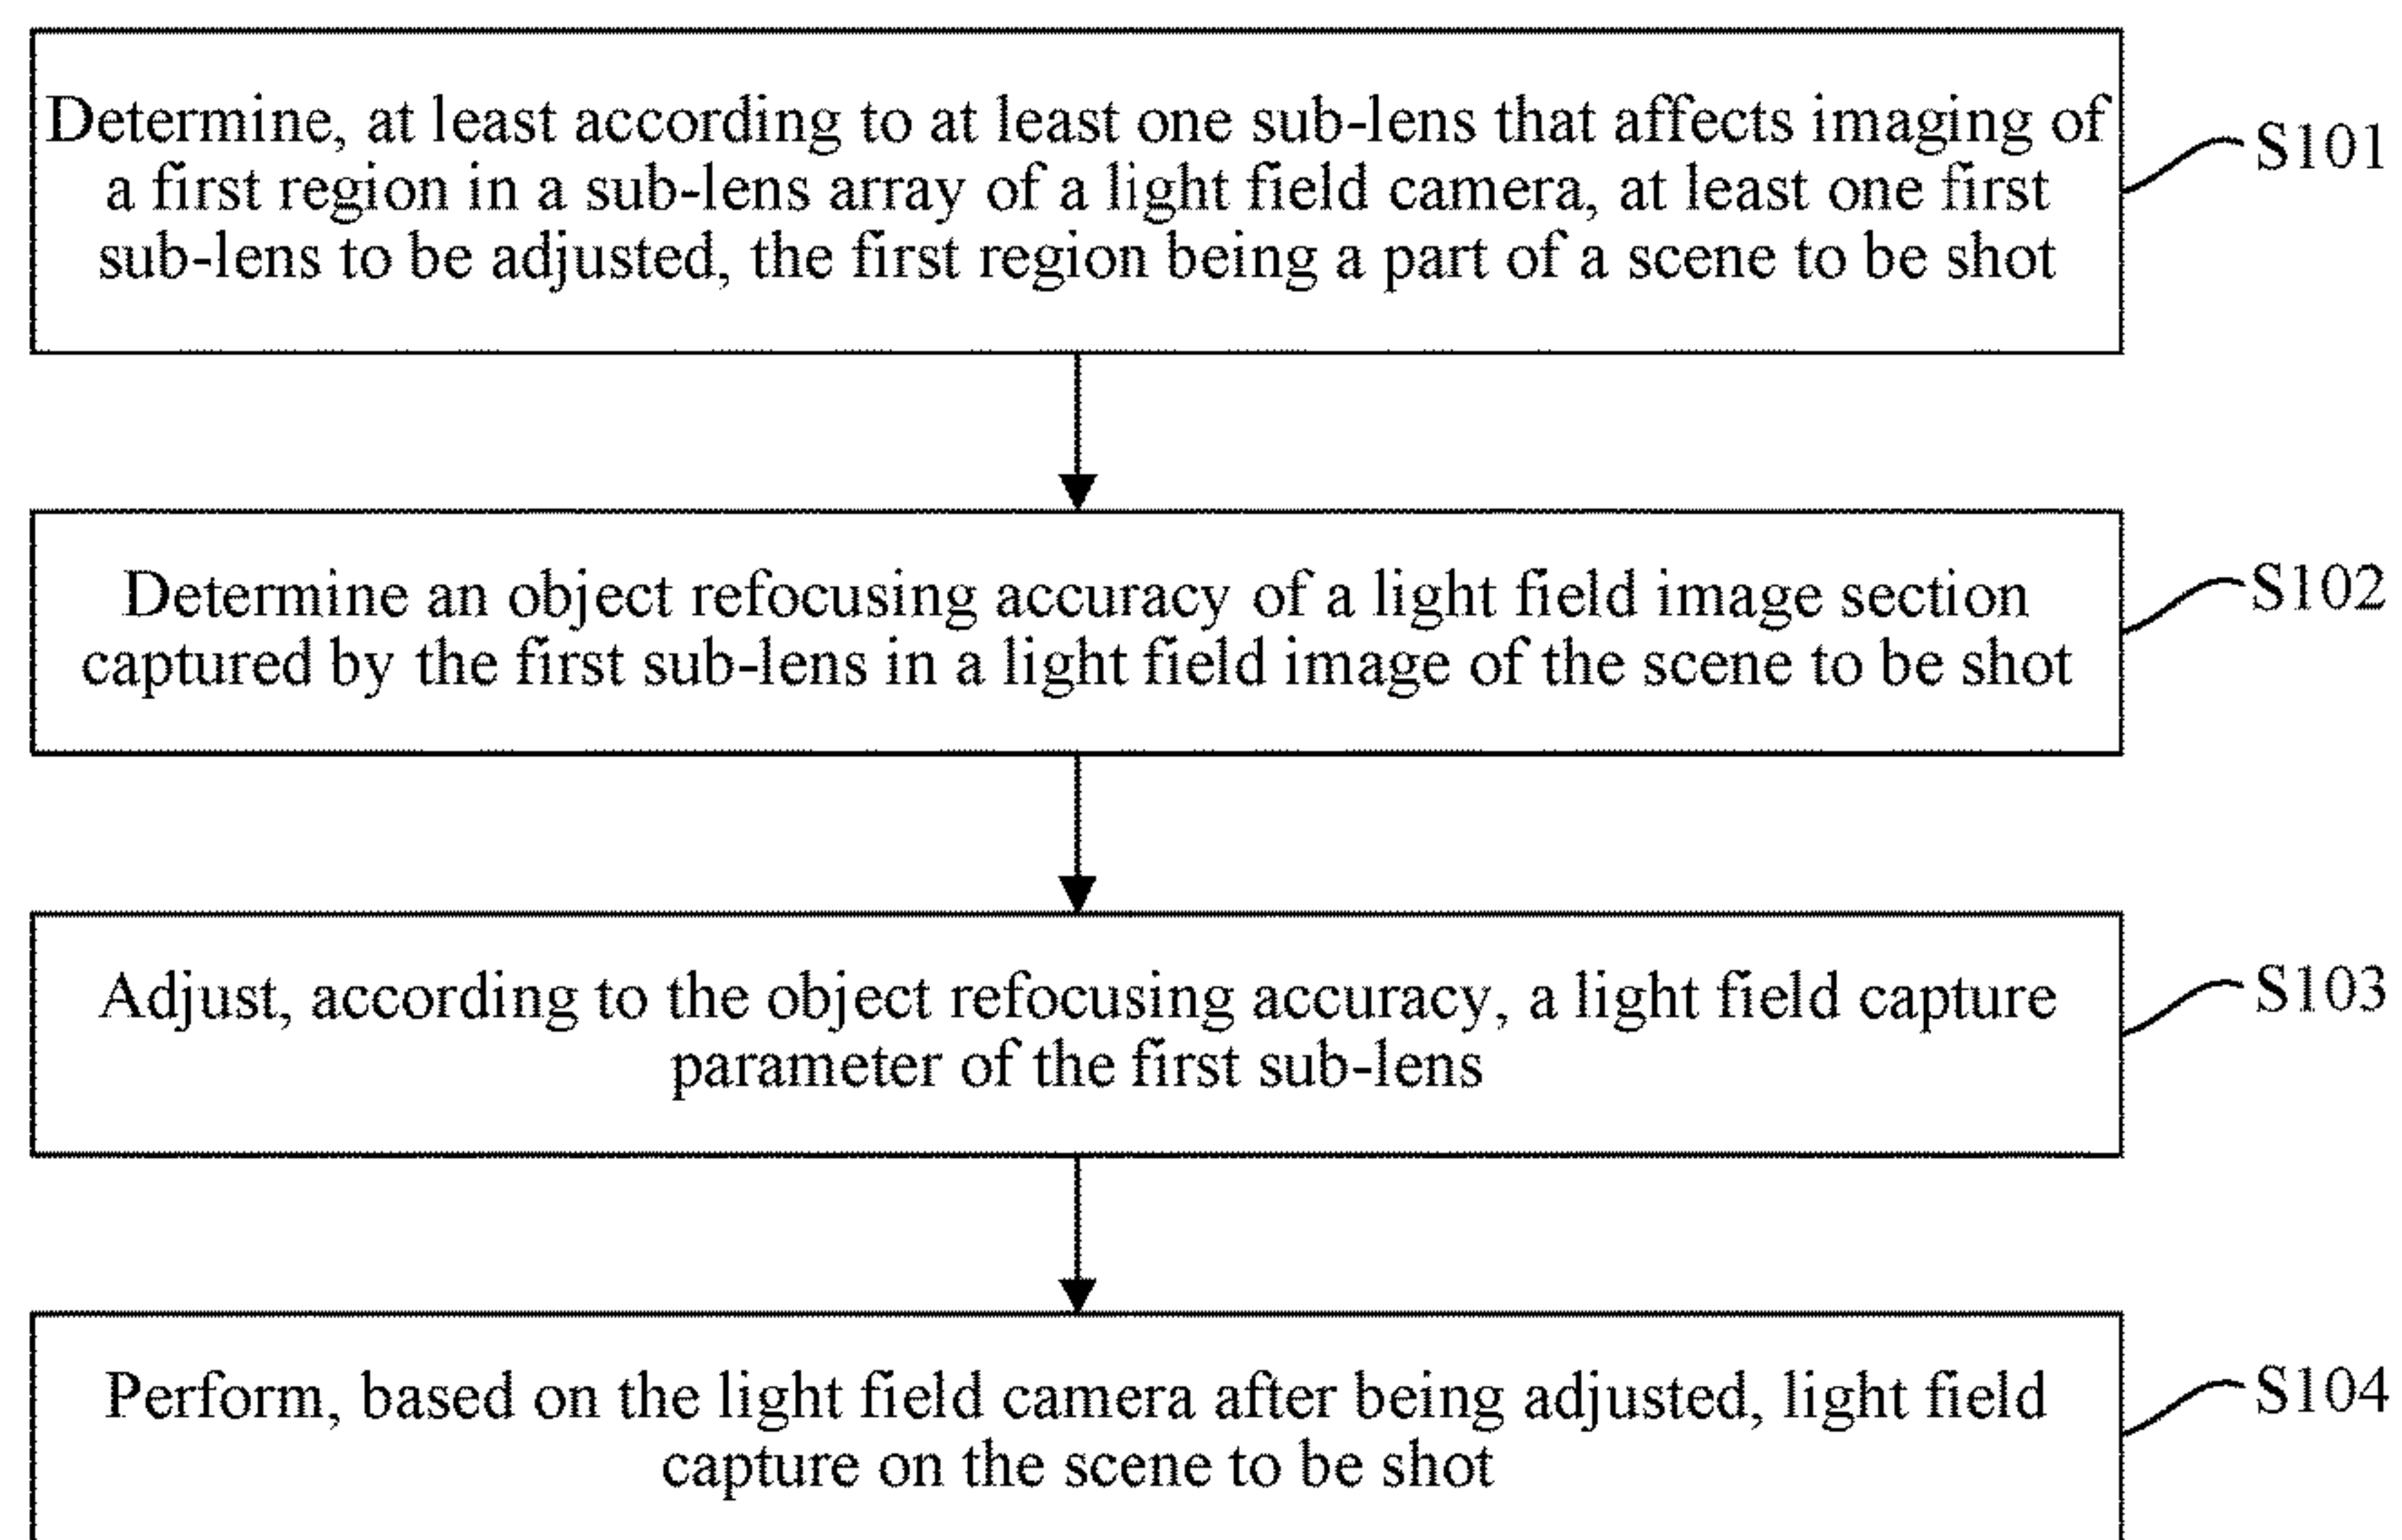 Determine, at least according to at least one sub-lens that affects imaging of
a first region in a sub-lens array of a light field camera, at least one first
sub-lens to be adjusted, the first region being a part of a scene to be shot
S101
Determine an object refocusing accuracy of a light field image section
captured by the first sub-lens in a light field image of the scene to be shot
S102
Adjust, according to the object refocusing accuracy, a light field capture
parameter of the first sub-lens
S103
Perform, based on the light field camera after being adjusted, light field
capture on the scene to be shot
S104